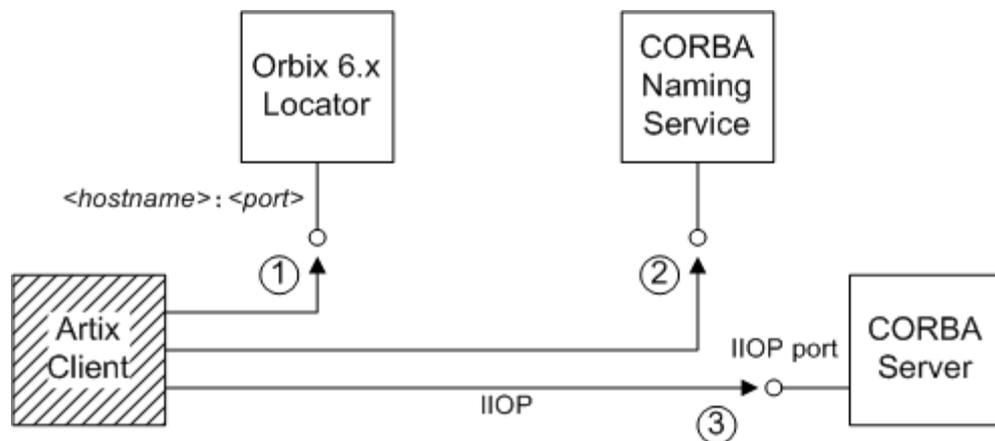 Orbix 6.x
Locator
CORBA
Naming
Service
<hostname>:<port>
1
2
Artix
Client
IIOP port
CORBA
Server
IIOP
3